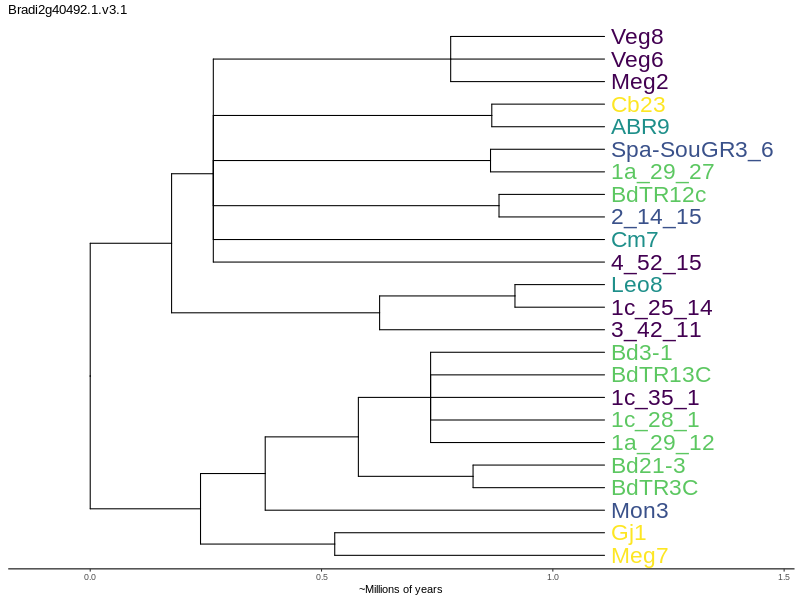 Bradi2g40492.1.v3.1
Veg8
Veg6
Meg2
Cb23
ABR9
Spa-SouGR3_6
1a_29_27
BdTR12c
2_14_15
Cm7
4_52_15
Leo8
1c_25_14
3_42_11
Bd3-1
BdTR13C
1c_35_1
1c_28_1
1a_29_12
Bd21-3
BdTR3C
Mon3
Gj1
Meg7
0.0 0.5 1.0 1.5
~Millions of years